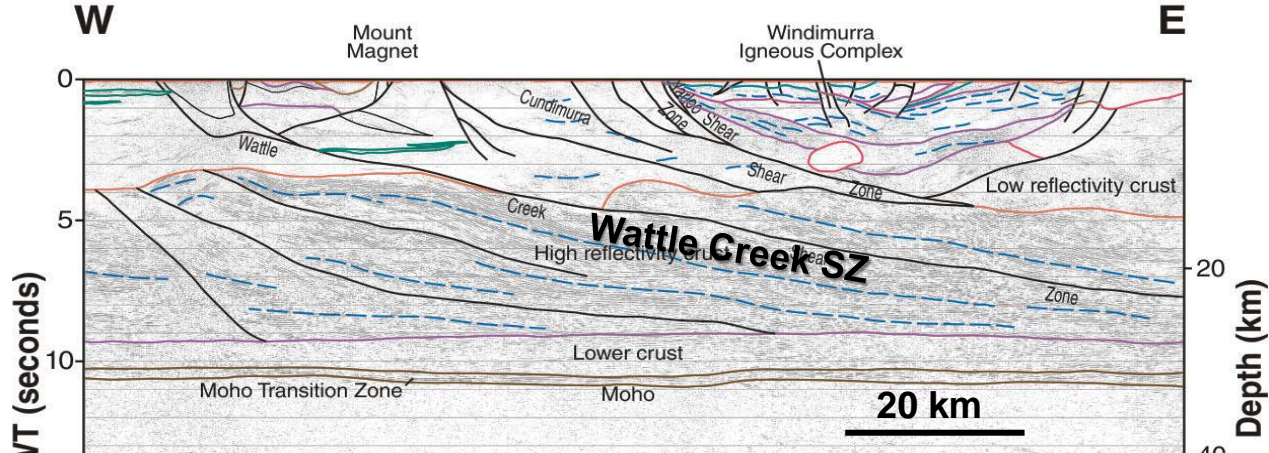 W
E
Mount
Magnet
Windimurra
Igneous Complex
0
Cundimurra
Shear
Zone
Wattle
Shear
Zone
Low reflectivity crust
Creek
5
Wattle Creek SZ
High reflectivity crust
Shear
20
Zone
Lower crust
10
Moho Transition Zone
Moho
20 km
WT (seconds)
Depth (km)
40